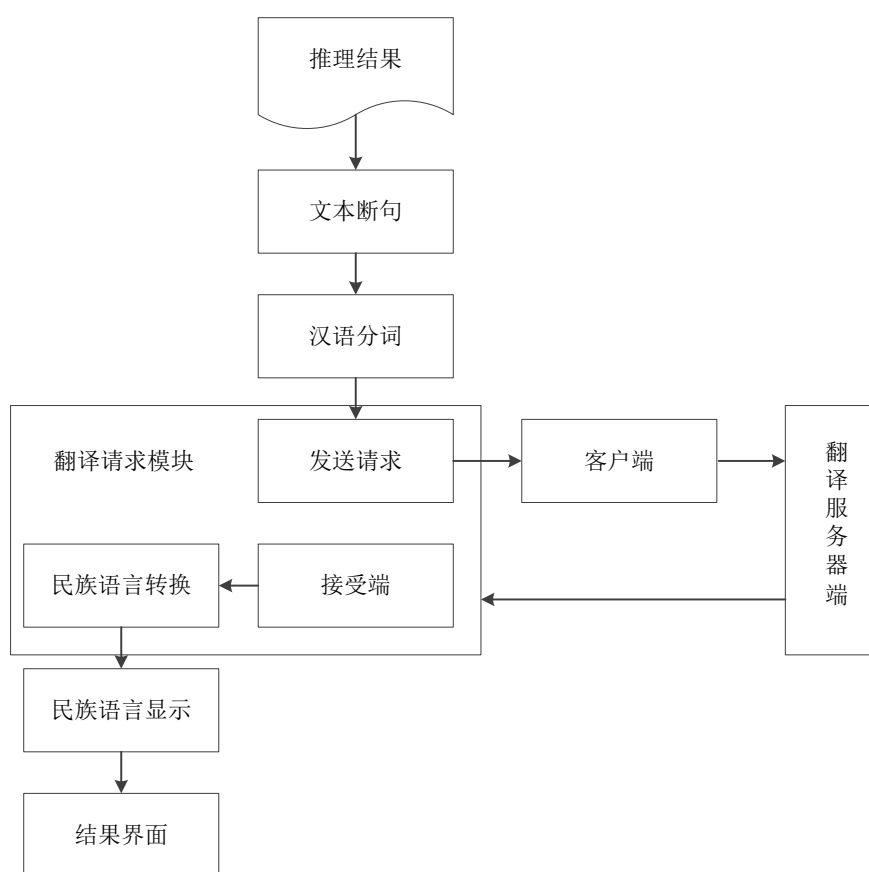 推理结果
文本断句
汉语分词
翻译请求模块
发送请求
客户端
翻译服务器端
民族语言转换
接受端
民族语言显示
结果界面